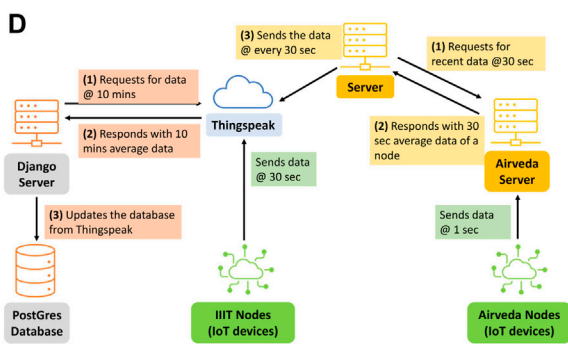 D
(3) Sends the data
@ every 30 sec
Server
(1) Requests for
recent data @30 sec
(1) Requests for data
@ 10 mins
Thingspeak
(2) Responds with 10
mins average data
(2) Responds with 30
sec average data of a
node
Django
Server
Airveda
Server
Sends data
@ 30 sec
(3) Updates the database
from Thingspeak
Sends data
@ 1 sec
PostGres
Database
IIIT Nodes
(IoT devices)
Airveda Nodes
(IoT devices)